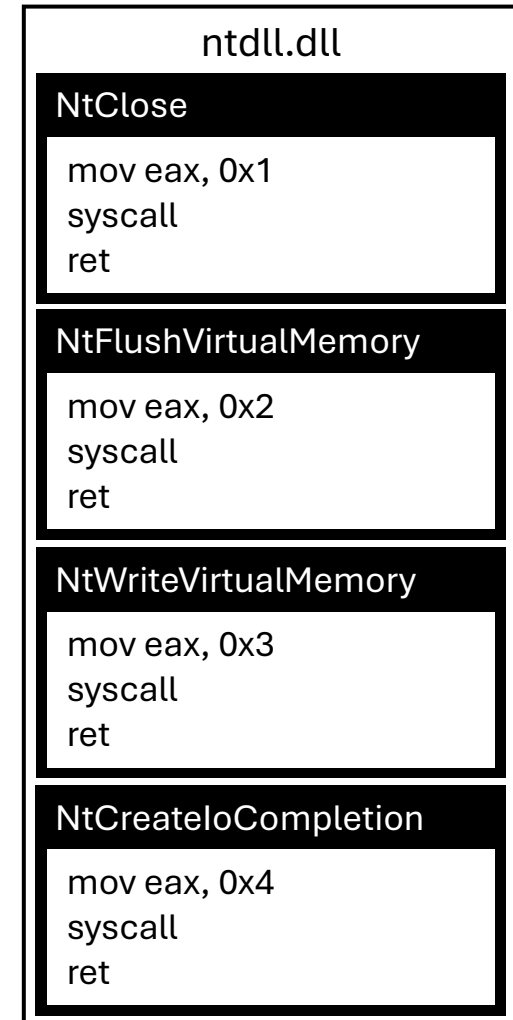 ntdll.dll
NtClose
mov eax, 0x1
syscall
ret
NtFlushVirtualMemory
mov eax, 0x2
syscall
ret
NtWriteVirtualMemory
mov eax, 0x3
syscall
ret
NtCreateIoCompletion
mov eax, 0x4
syscall
ret